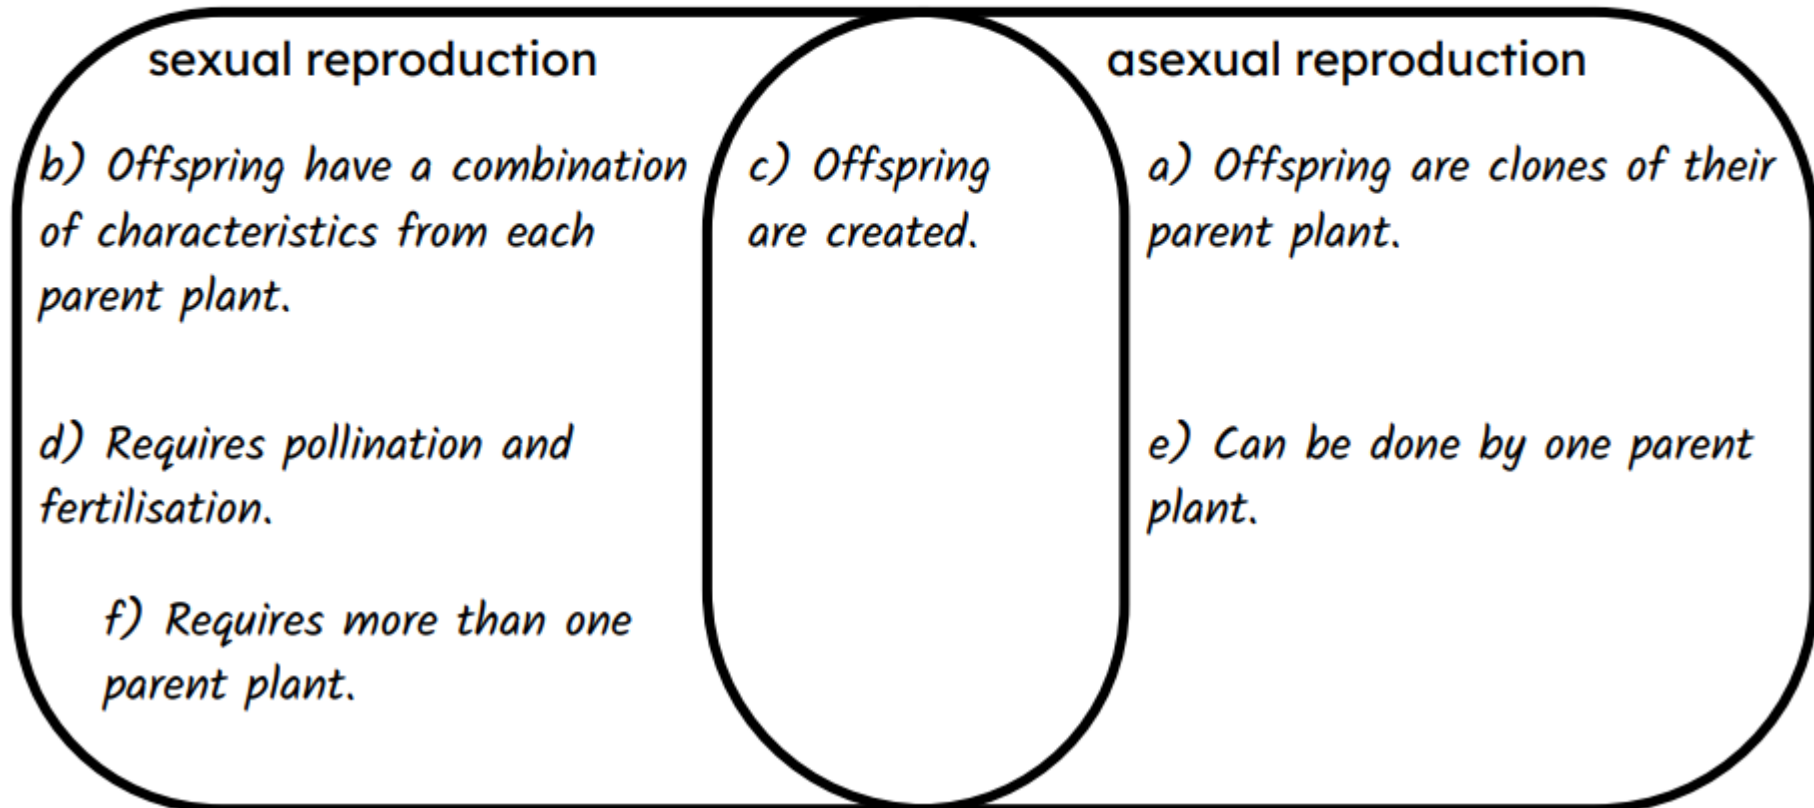 sexual reproduction
b) Offspring have a combination
of characteristics from each
parent plant.
d) Requires pollination and
fertilisation.
f) Requires more than one
parent plant.
c) Offspring
are created.
asexual reproduction
a) Offspring are clones of their
parent plant.
e) Can be done by one parent
plant.